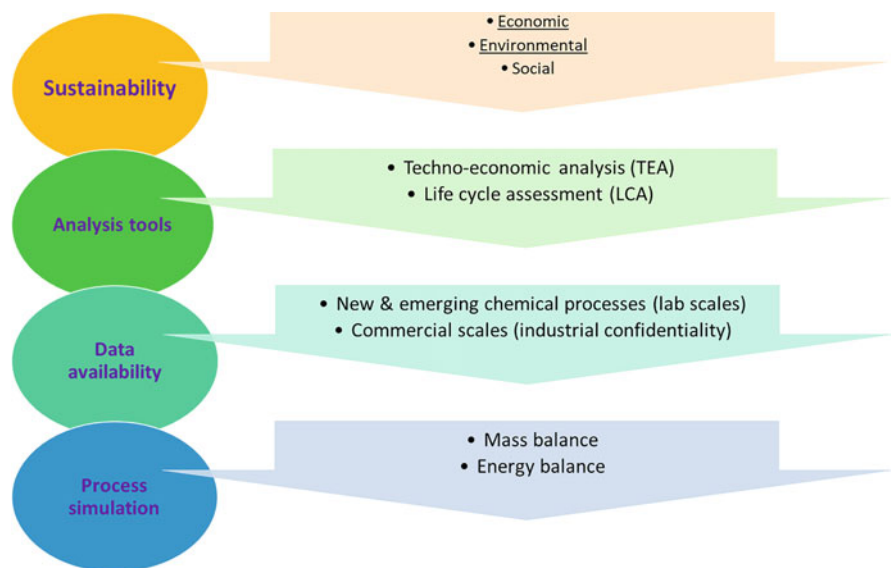 • Economic
• Environmental
• Social
Sustainability
• Techno-economic analysis (TEA)
• Life cycle assessment (LCA)
Analysis tools
• New & emerging chemical processes (lab scales)
• Commercial scales (industrial confidentiality)
Data
availability
• Mass balance
• Energy balance
Process
simulation